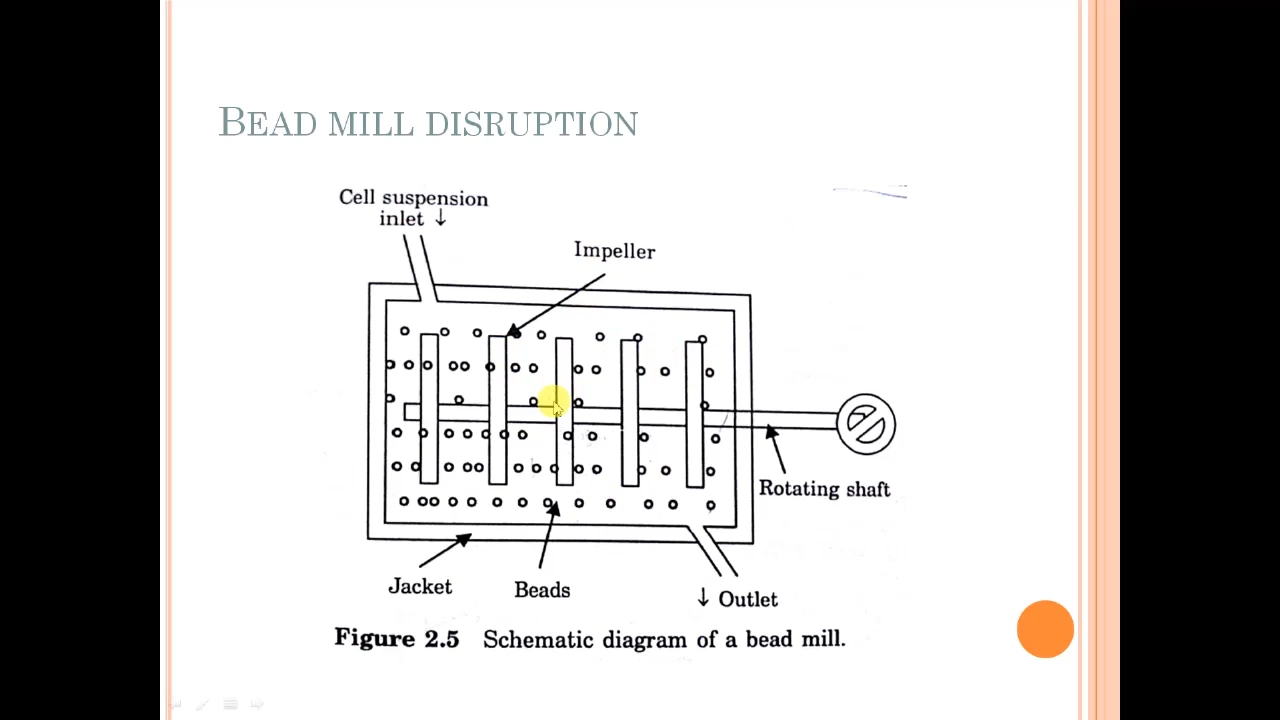 BEAD MILL DISRUPTION
Cell suspension
inlet ↓
Impeller
Rotating shaft
Jacket
Beads
↓ Outlet
Figure 2.5 Schematic diagram of a bead mill.